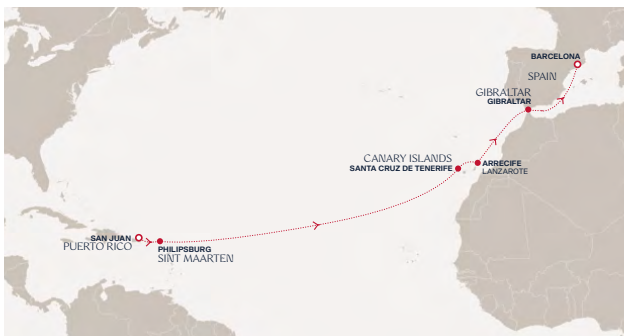 BARCELONA
SPAIN
GIBRALTAR
GIBRALTAR
CANARY ISLANDS
SANTA CRUZ DE TENERIFE
ARRECIFE
LANZAROTE
SAN JUAN
PUERTO RICO
PHILIPSBURG
SINT MAARTEN